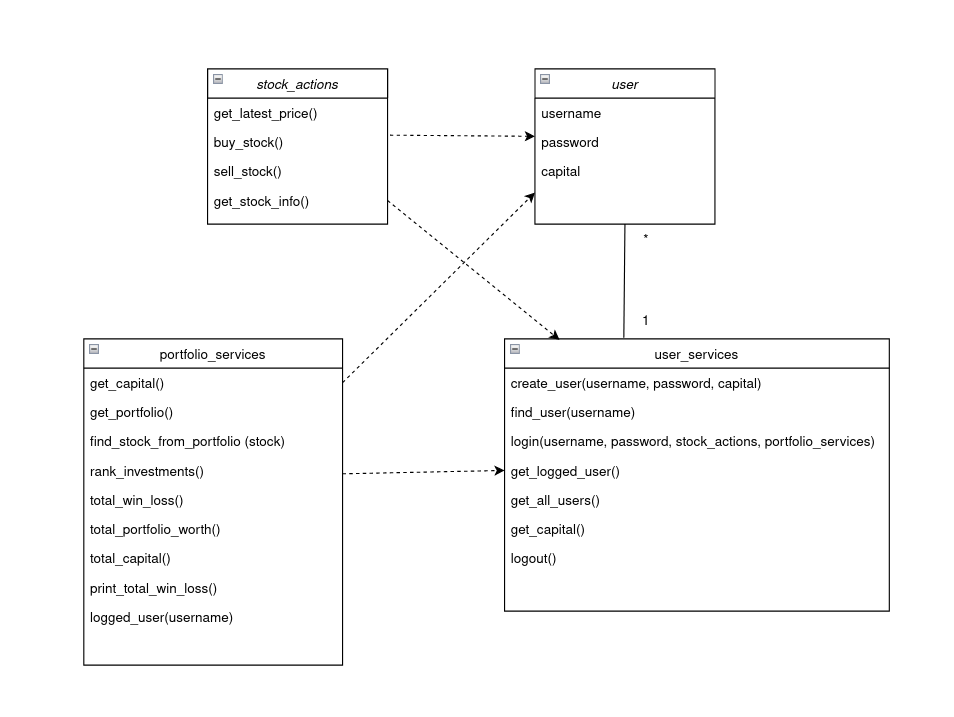 stock_actions
get_latest_price()
buy_stock()
sell_stock()
get_stock_info()
user
username
password
capital
*
1
portfolio_services
get_capital()
get_portfolio()
find_stock_from_portfolio (stock)
rank_investments()
total_win_loss()
total_portfolio_worth()
total_capital()
print_total_win_loss()
logged_user(username)
user_services
create_user(username, password, capital)
find_user(username)
login(username, password, stock_actions, portfolio_services)
get_logged_user()
get_all_users()
get_capital()
logout()